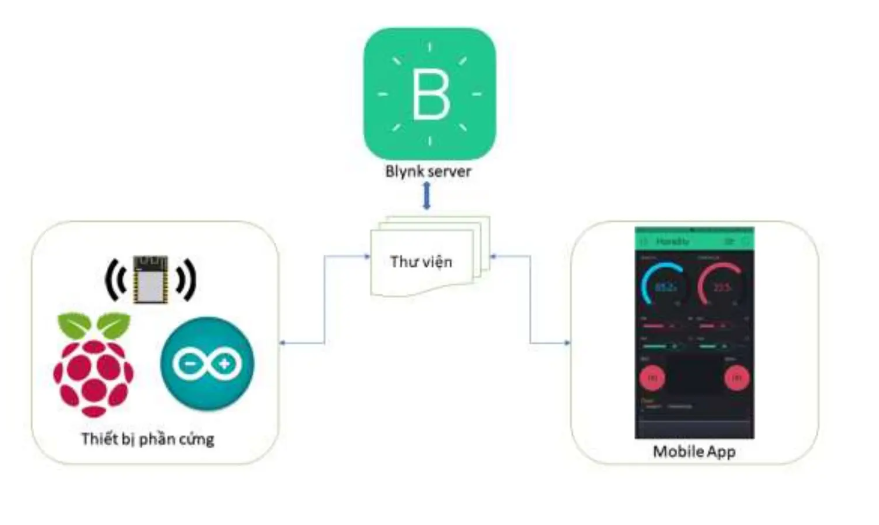 B
Blynk server
Thư viện
Thiết bị phần cứng
Mobile App